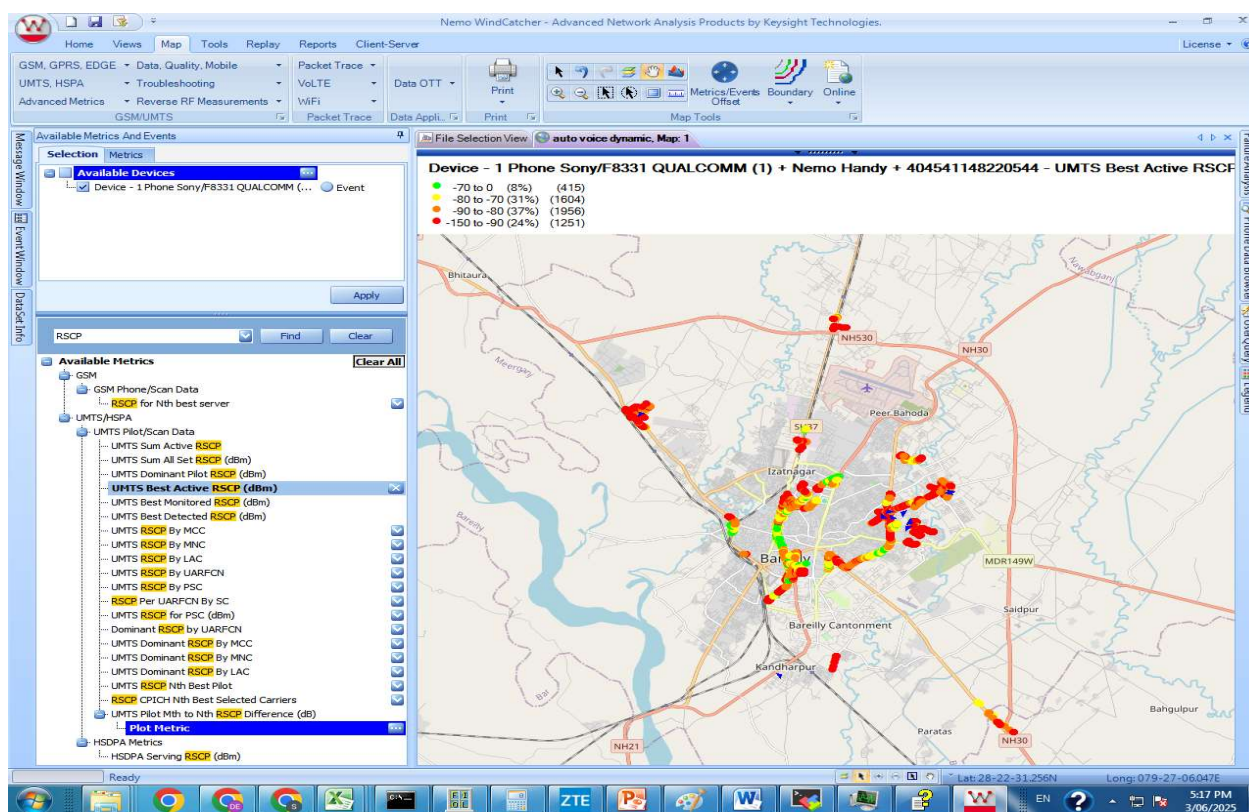 Nemo WindCatcher - Advanced Network Analysis Products by Keysight Technologies.
Home Views Map Tools Replay Reports Client-Server License
GSM, GPRS, EDGE Data, Quality, Mobile Packet Trace
UMTS, HSPA Troubleshooting VoLTE Data OTT Print Metrics/Events Offset Boundary Online
Advanced Metrics Reverse RF Measurements WiFi
GSM/UMTS Packet Trace Data Appli.. Print Map Tools
Available Metrics And Events
Selection Metrics
Available Devices
Device - 1 Phone Sony/F8331 QUALCOMM (... Event
Apply
Message Window
Event Window
DataSet Info
RSCP Find Clear
Available Metrics Clear All
GSM
GSM Phone/Scan Data
RSCP for Nth best server
UMTS/HSPA
UMTS Pilot/Scan Data
UMTS Sum Active RSCP
UMTS Sum All Set RSCP (dBm)
UMTS Dominant Pilot RSCP (dBm)
UMTS Best Active RSCP (dBm)
UMTS Best Monitored RSCP (dBm)
UMTS Best Detected RSCP (dBm)
UMTS RSCP By MCC
UMTS RSCP By MNC
UMTS RSCP By LAC
UMTS RSCP By UARFCN
UMTS RSCP By PSC
RSCP Per UARFCN By SC
UMTS RSCP for PSC (dBm)
Dominant RSCP by UARFCN
UMTS Dominant RSCP By MCC
UMTS Dominant RSCP By MNC
UMTS Dominant RSCP By LAC
UMTS RSCP Nth Best Pilot
RSCP CPICH Nth Best Selected Carriers
UMTS Pilot Mth to Nth RSCP Difference (dB)
Plot Metric
HSDPA Metrics
HSDPA Serving RSCP (dBm)
File Selection View auto voice dynamic, Map: 1
Device - 1 Phone Sony/F8331 QUALCOMM (1) + Nemo Handy + 404541148220544 - UMTS Best Active RSCP
-70 to 0 (8%) (415)
-80 to -70 (31%) (1604)
-90 to -80 (37%) (1956)
-150 to -90 (24%) (1251)
Bhitaura
Nawabganj
NH530
NH30
Meerganj
Peer Bahoda
SH37
Izatnagar
Bareilly
Bareilly
MDR149W
Saidpur
Bareilly Cantonment
Kandharpur
Bar
Bahgulpur
Paratas
NH30
NH21
Phone Data Browser
UserQuery
Legend
Ready Lat: 28-22-31.256N Long: 079-27-06.047E
ZTE EN 5:17 PM
3/06/2025